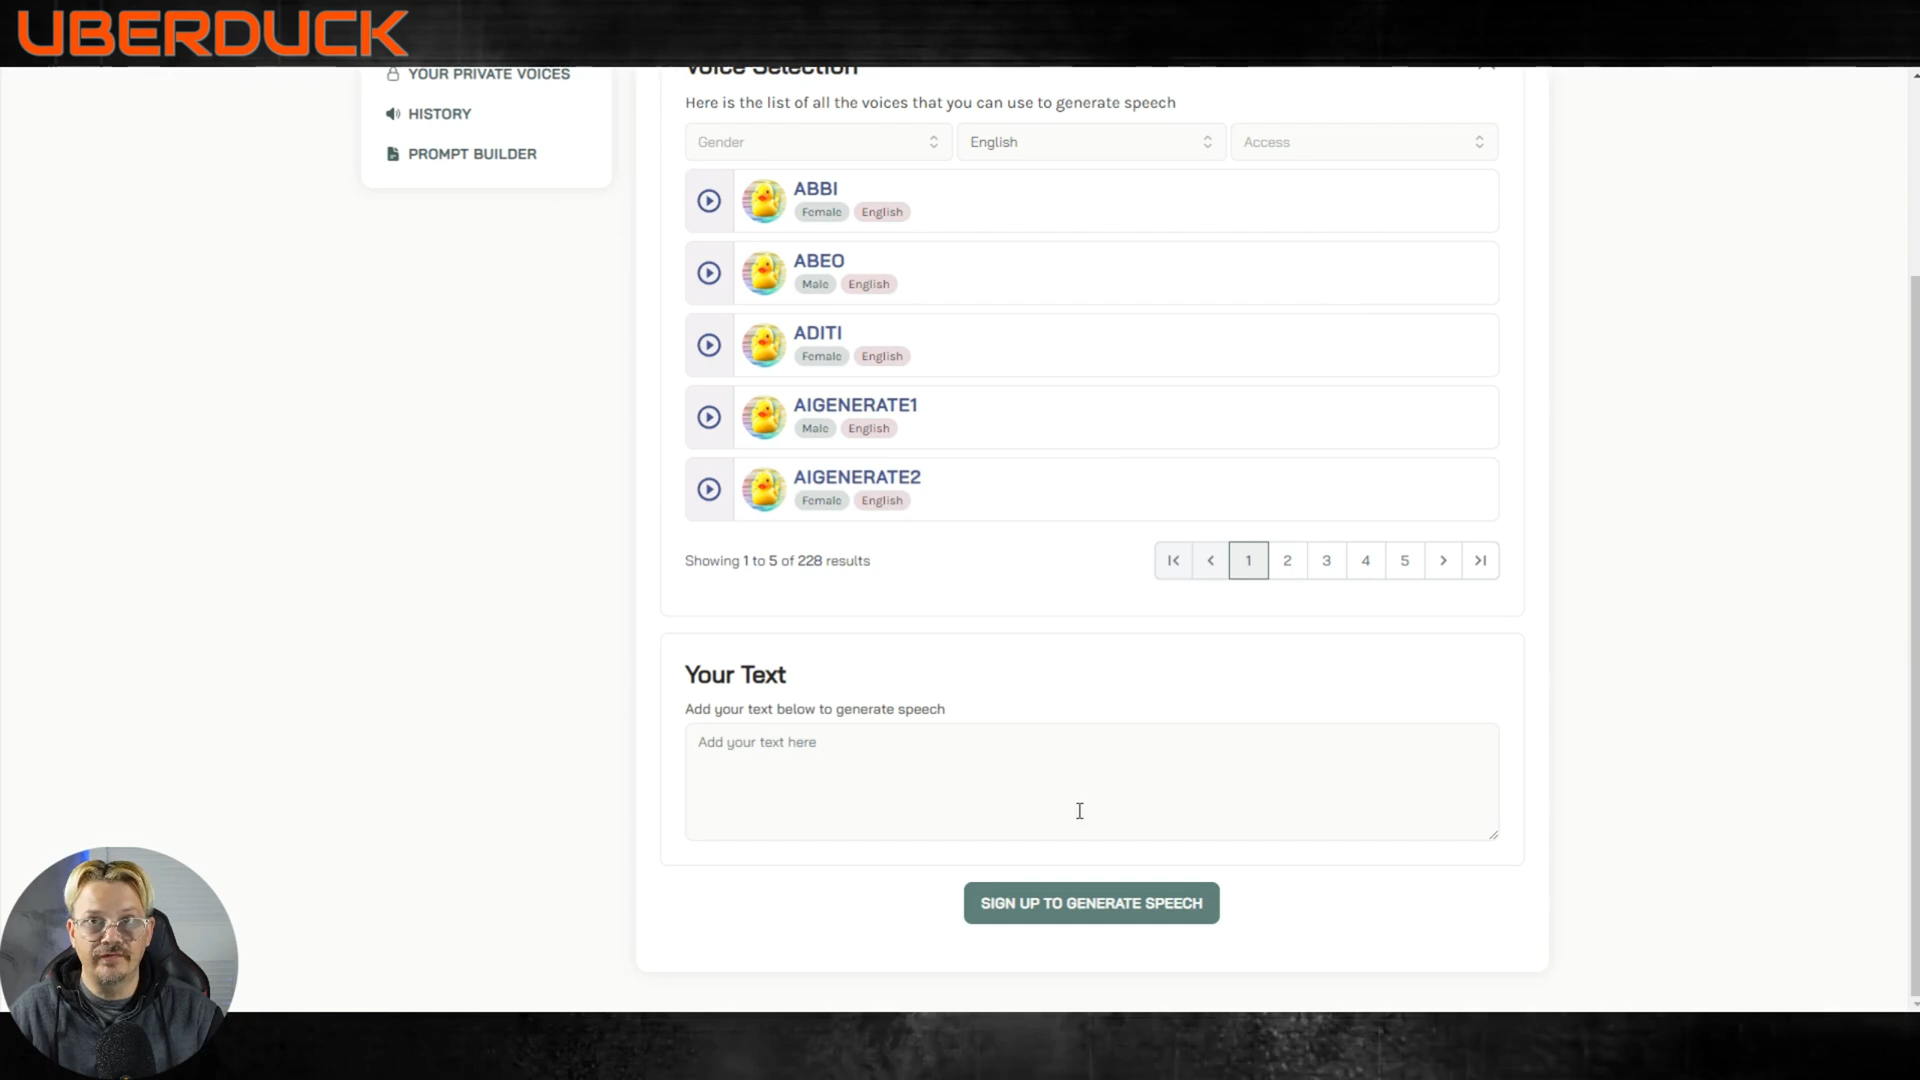 UBERDUCK
YOUR PRIVATE VOICES
HISTORY
PROMPT BUILDER
Voice Selection
Here is the list of all the voices that you can use to generate speech
Gender
English
Access
ABBI
Female English
ABEO
Male English
ADITI
Female English
AIGENERATE1
Male English
AIGENERATE2
Female English
Showing 1 to 5 of 228 results
1 2 3 4 5
Your Text
Add your text below to generate speech
Add your text here
SIGN UP TO GENERATE SPEECH